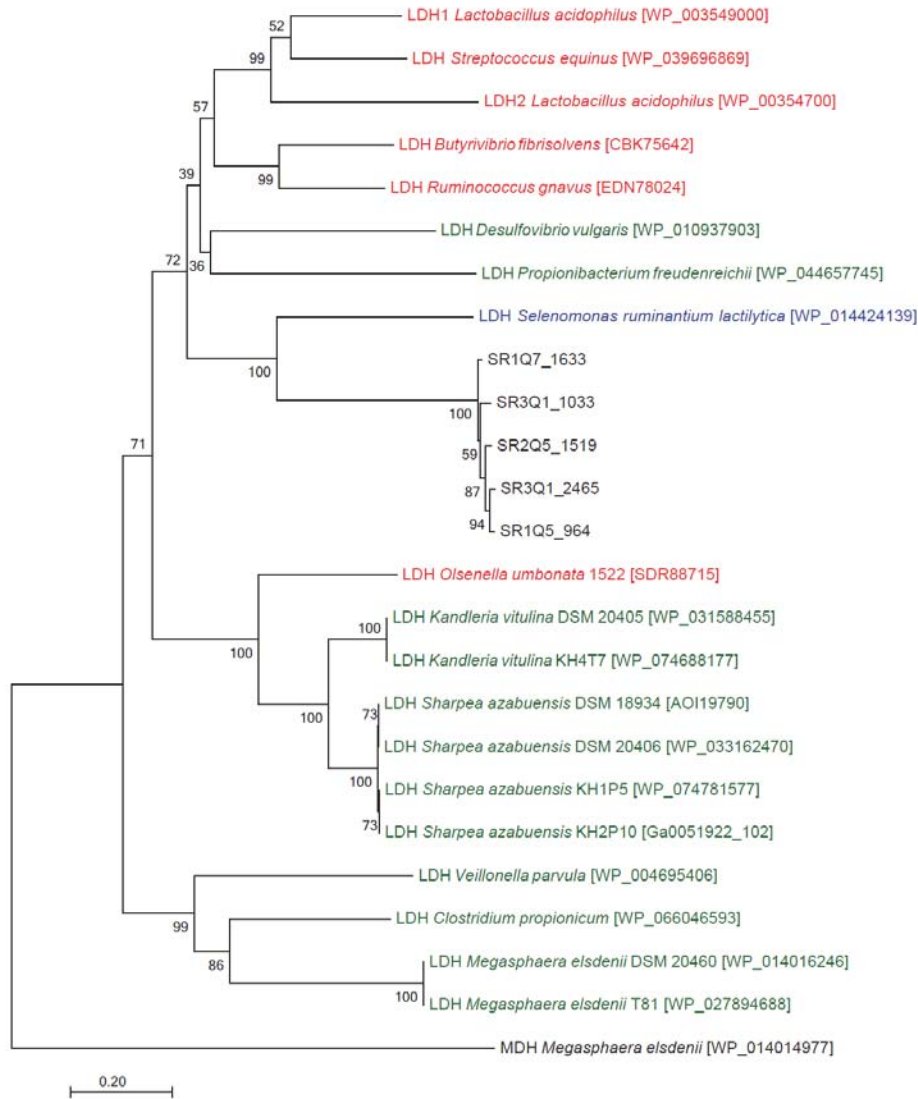 52
LDH1 Lactobacillus acidophilus [WP_003549000]
99
LDH Streptococcus equinus [WP_039696869]
LDH2 Lactobacillus acidophilus [WP_00354700]
57
LDH Butyrivibrio fibrisolvens [CBK75642]
99
LDH Ruminococcus gnavus [EDN78024]
39
LDH Desulfovibrio vulgaris [WP_010937903]
36
LDH Propionibacterium freudenreichii [WP_044657745]
72
LDH Selenomonas ruminantium lactilytica [WP_014424139]
100
SR1Q7_1633
100
SR3Q1_1033
59
SR2Q5_1519
87
SR3Q1_2465
94
SR1Q5_964
71
LDH Olsenella umbonata 1522 [SDR88715]
100
LDH Kandleria vitulina DSM 20405 [WP_031588455]
100
LDH Kandleria vitulina KH4T7 [WP_074688177]
100
LDH Sharpea azabuensis DSM 18934 [AOI19790]
73
LDH Sharpea azabuensis DSM 20406 [WP_033162470]
100
LDH Sharpea azabuensis KH1P5 [WP_074781577]
73
LDH Sharpea azabuensis KH2P10 [Ga0051922_102]
LDH Veillonella parvula [WP_004695406]
99
LDH Clostridium propionicum [WP_066046593]
86
LDH Megasphaera elsdenii DSM 20460 [WP_014016246]
100
LDH Megasphaera elsdenii T81 [WP_027894688]
MDH Megasphaera elsdenii [WP_014014977]
0.20